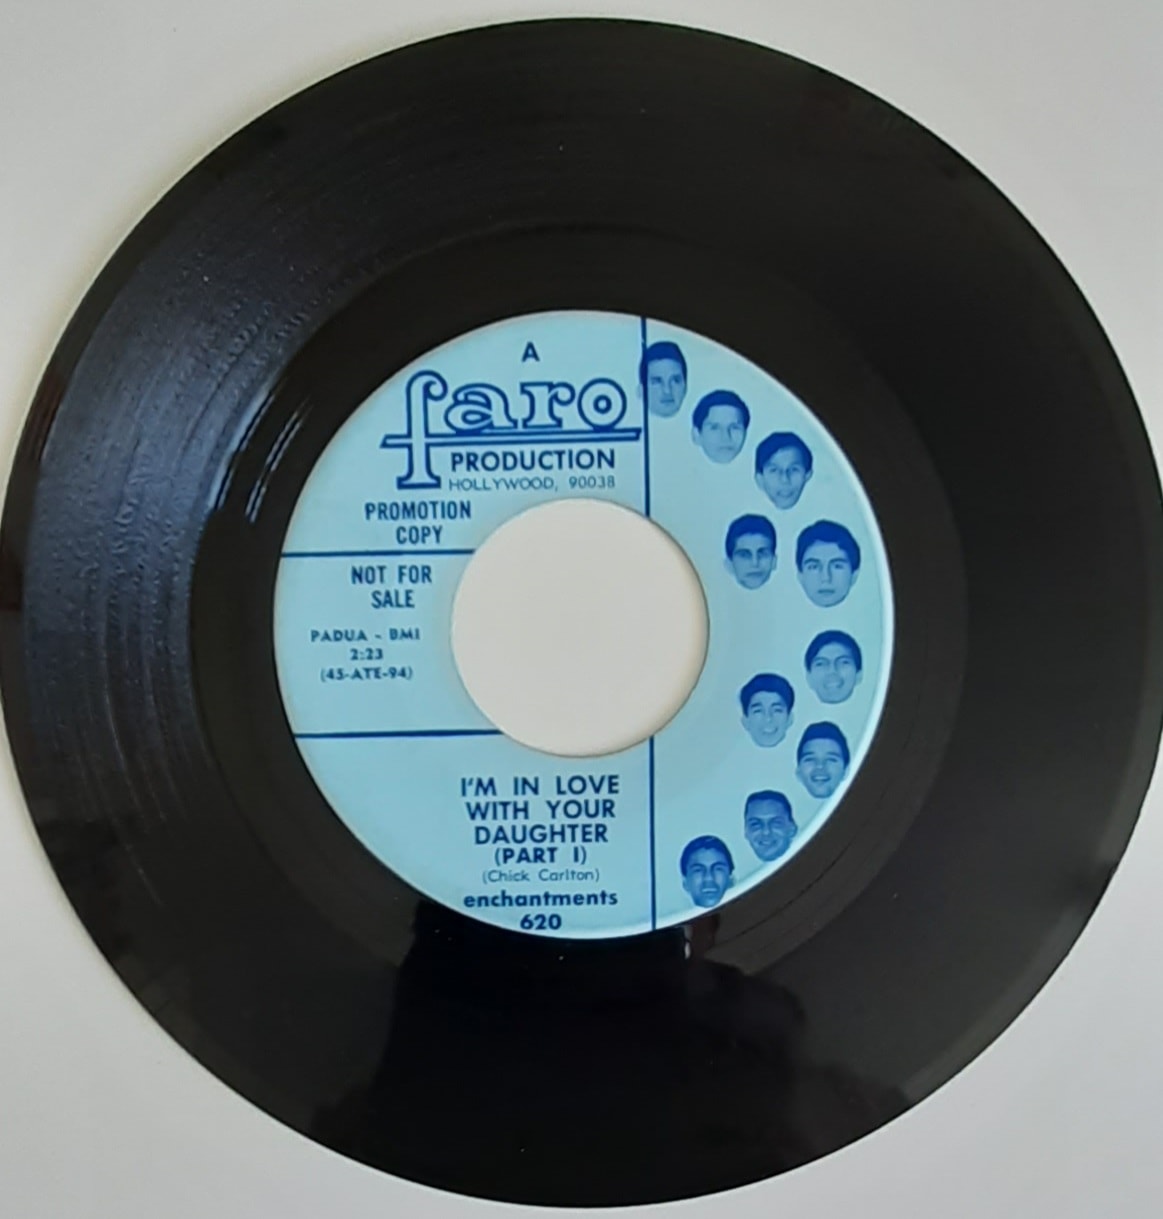 A
faro
PRODUCTION
HOLLYWOOD, 90038
PROMOTION
COPY
NOT FOR
SALE
PADUA - BMI
2:23
(45-ATE-94)
I'M IN LOVE
WITH YOUR
DAUGHTER
(PART I)
(Chick Carlton)
enchantments
620